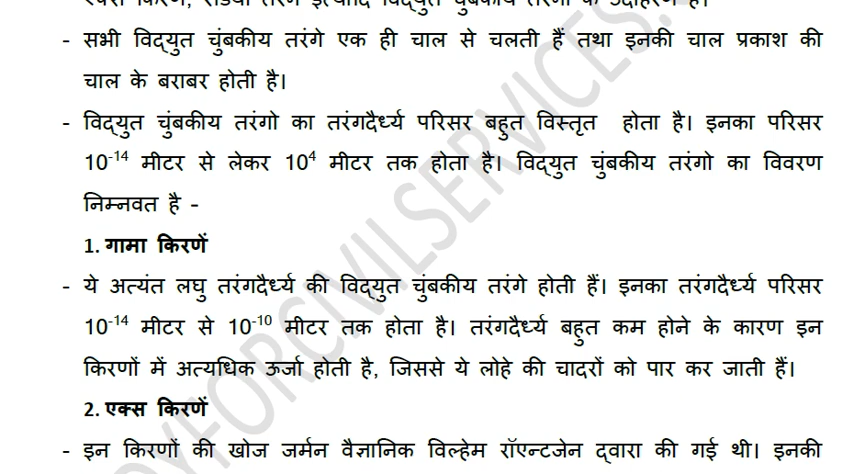 - सभी विद्युत चुंबकीय तरंगे एक ही चाल से चलती हैं तथा इनकी चाल प्रकाश की
चाल के बराबर होती है।
- विद्युत चुंबकीय तरंगो का तरंगदैर्ध्य परिसर बहुत विस्तृत होता है। इनका परिसर
10⁻¹⁴ मीटर से लेकर 10⁴ मीटर तक होता है। विद्युत चुंबकीय तरंगो का विवरण
निम्नवत है -
1. गामा किरणें
- ये अत्यंत लघु तरंगदैर्ध्य की विद्युत चुंबकीय तरंगे होती हैं। इनका तरंगदैर्ध्य परिसर
10⁻¹⁴ मीटर से 10⁻¹⁰ मीटर तक होता है। तरंगदैर्ध्य बहुत कम होने के कारण इन
किरणों में अत्यधिक ऊर्जा होती है, जिससे ये लोहे की चादरों को पार कर जाती हैं।
2. एक्स किरणें
- इन किरणों की खोज जर्मन वैज्ञानिक विल्हेम रॉएन्टजेन द्वारा की गई थी। इनकी